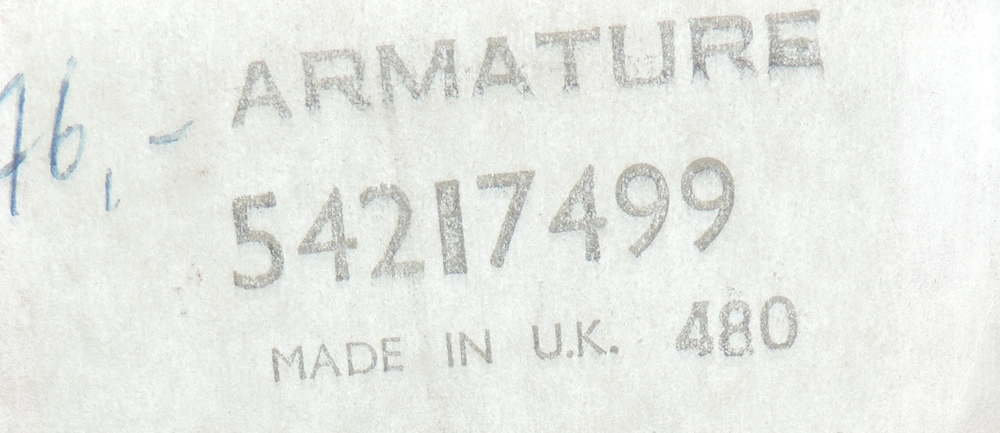 ARMATURE
76,-
54217499
MADE IN U.K. 480